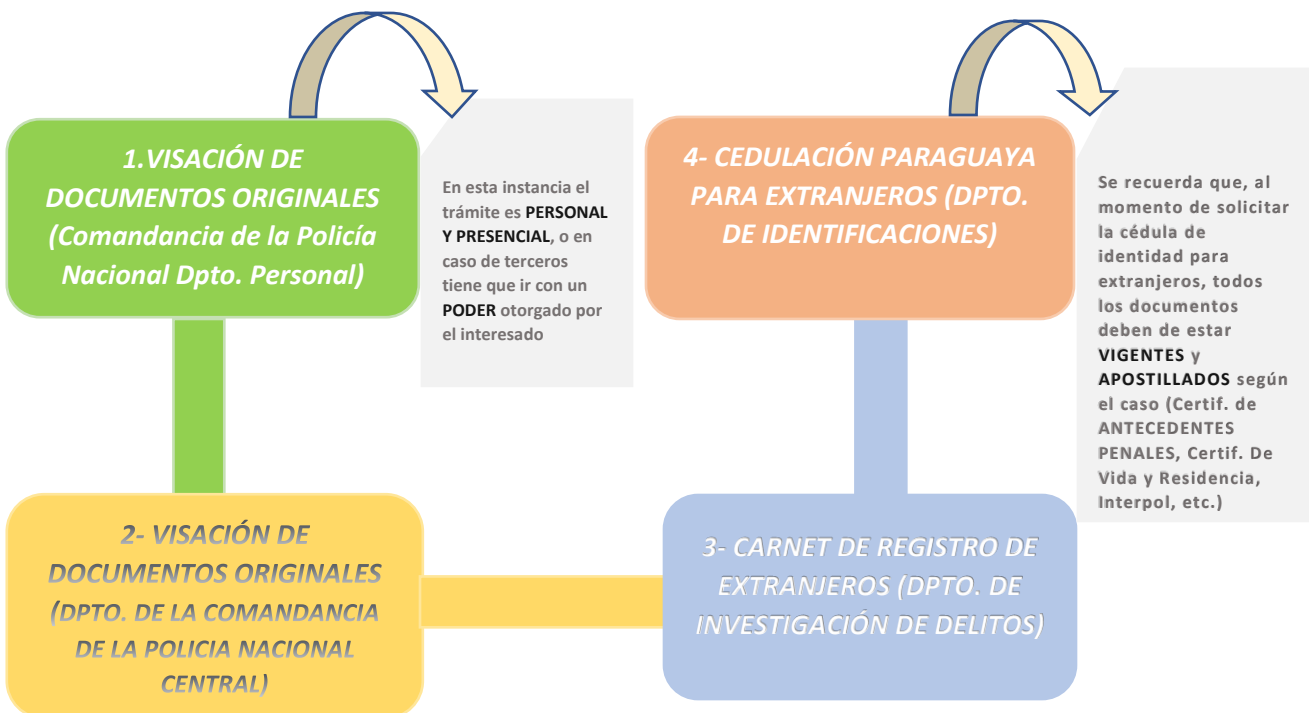 1.VISACIÓN DE
DOCUMENTOS ORIGINALES
(Comandancia de la Policía
Nacional Dpto. Personal)
En esta instancia el
trámite es PERSONAL
Y PRESENCIAL, o en
caso de terceros
tiene que ir con un
PODER otorgado por
el interesado
2- VISACIÓN DE
DOCUMENTOS ORIGINALES
(DPTO. DE LA COMANDANCIA
DE LA POLICIA NACIONAL
CENTRAL)
3- CARNET DE REGISTRO DE
EXTRANJEROS (DPTO. DE
INVESTIGACIÓN DE DELITOS)
4- CEDULACIÓN PARAGUAYA
PARA EXTRANJEROS (DPTO.
DE IDENTIFICACIONES)
Se recuerda que, al
momento de solicitar
la cédula de
identidad para
extranjeros, todos
los documentos
deben de estar
VIGENTES y
APOSTILLADOS según
el caso (Certif. de
ANTECEDENTES
PENALES, Certif. De
Vida y Residencia,
Interpol, etc.)